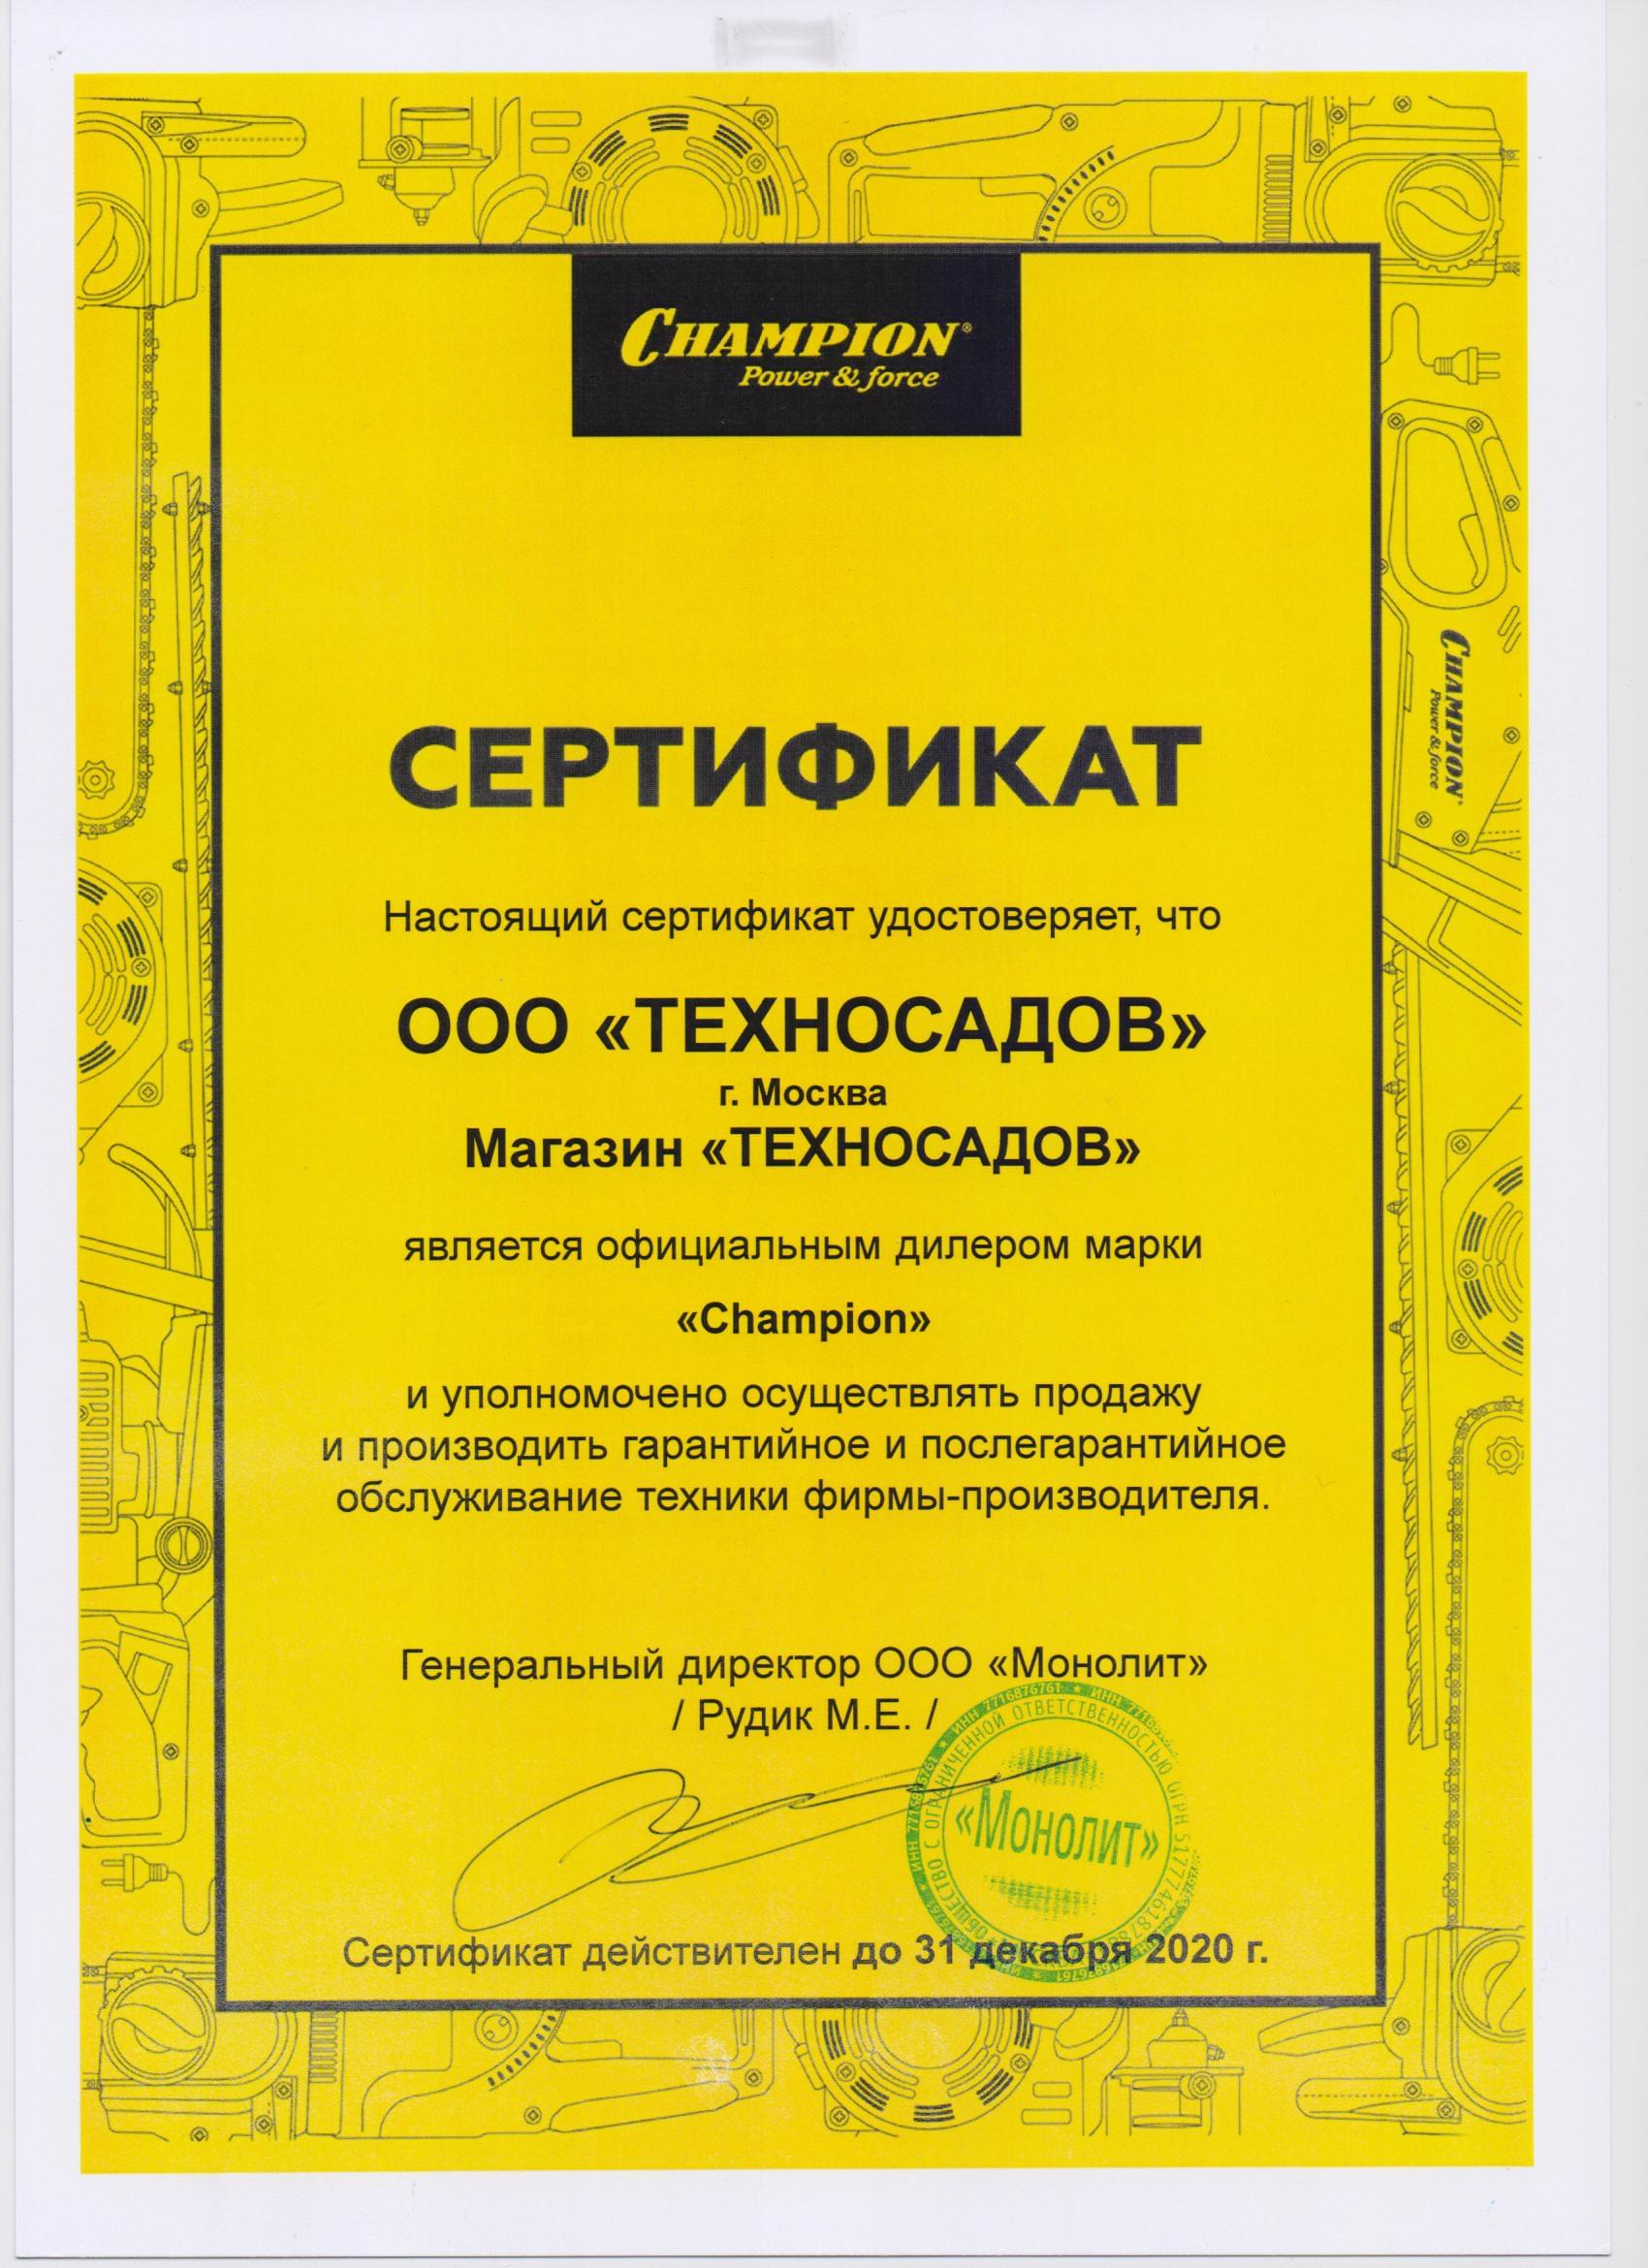 CHAMPION®
Power & force
СЕРТИФИКАТ
Настоящий сертификат удостоверяет, что
ООО «ТЕХНОСАДОВ»
г. Москва
Магазин «ТЕХНОСАДОВ»
является официальным дилером марки
«Champion»
и уполномочено осуществлять продажу
и производить гарантийное и послегарантийное
обслуживание техники фирмы-производителя.
Генеральный директор ООО «Монолит»
/ Рудик М.Е. /
ИНН 7716876761 * ИНН
ОБЩЕСТВО С ОГРАНИЧЕННОЙ ОТВЕТСТВЕННОСТЬЮ ОГРН
«Монолит»
Сертификат действителен до 31 декабря 2020 г.
CHAMPION®
Power & force